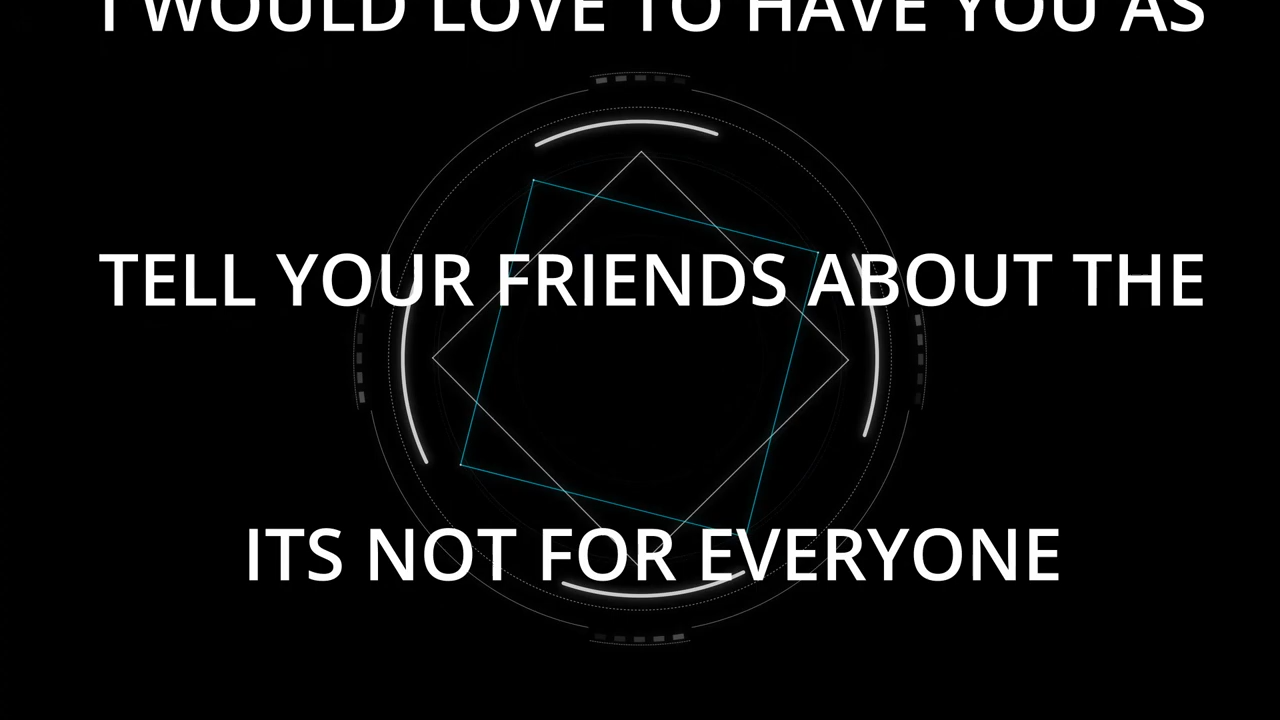 I WOULD LOVE TO HAVE YOU AS
TELL YOUR FRIENDS ABOUT THE
ITS NOT FOR EVERYONE